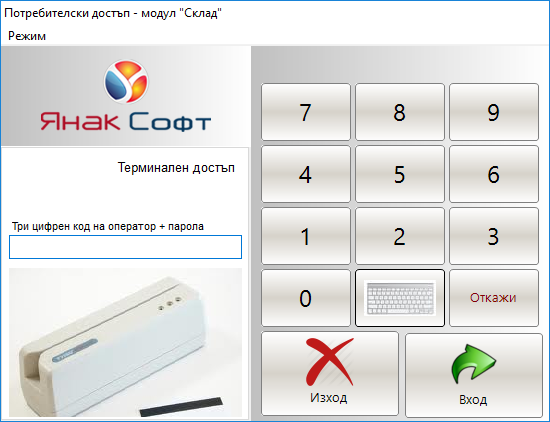 Потребителски достъп - модул "Склад"
Режим
Янак Софт
Терминален достъп
Три цифрен код на оператор + парола
7 8 9
4 5 6
1 2 3
0 Откажи
Изход Вход